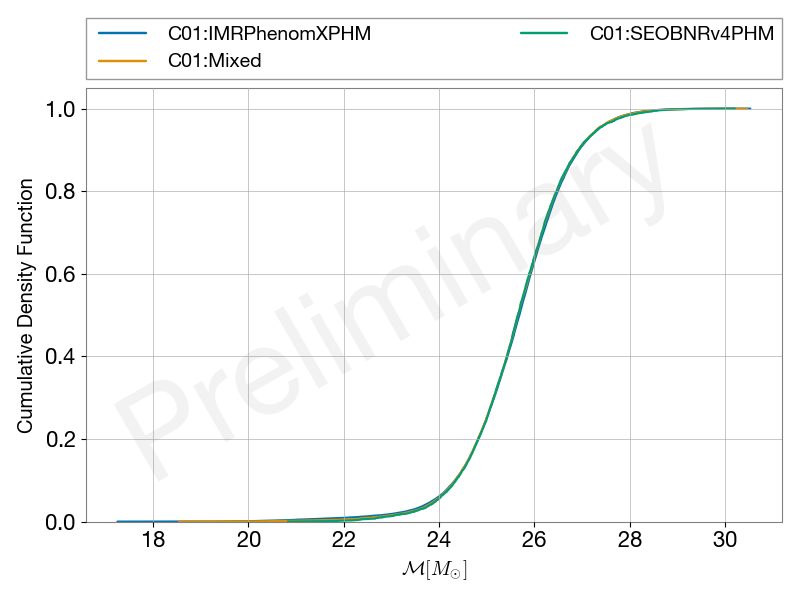 C01:IMRPhenomXPHM
C01:Mixed
C01:SEOBNRv4PHM
Preliminary
Cumulative Density Function
1.0
0.8
0.6
0.4
0.2
0.0
18 20 22 24 26 28 30
ℳ[M⊙]